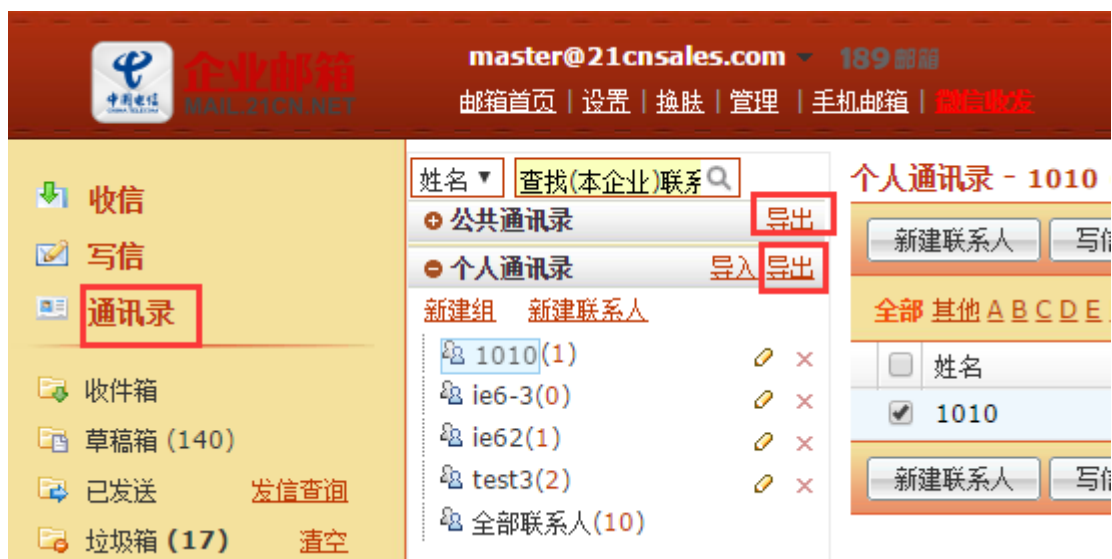 中国电信
CHINA TELECOM
企业邮箱
MAIL.21CN.NET
master@21cnsales.com
189邮箱
邮箱首页 | 设置 | 换肤 | 管理 | 手机邮箱 | 微信收发
收信
写信
通讯录
收件箱
草稿箱 (140)
已发送 发信查询
垃圾箱 (17) 清空
姓名 查找(本企业)联系
公共通讯录 导出
个人通讯录 导入 导出
新建组 新建联系人
1010(1)
ie6-3(0)
ie62(1)
test3(2)
全部联系人(10)
个人通讯录 - 1010
新建联系人 写信
全部 其他 A B C D E
姓名
1010
新建联系人 写信